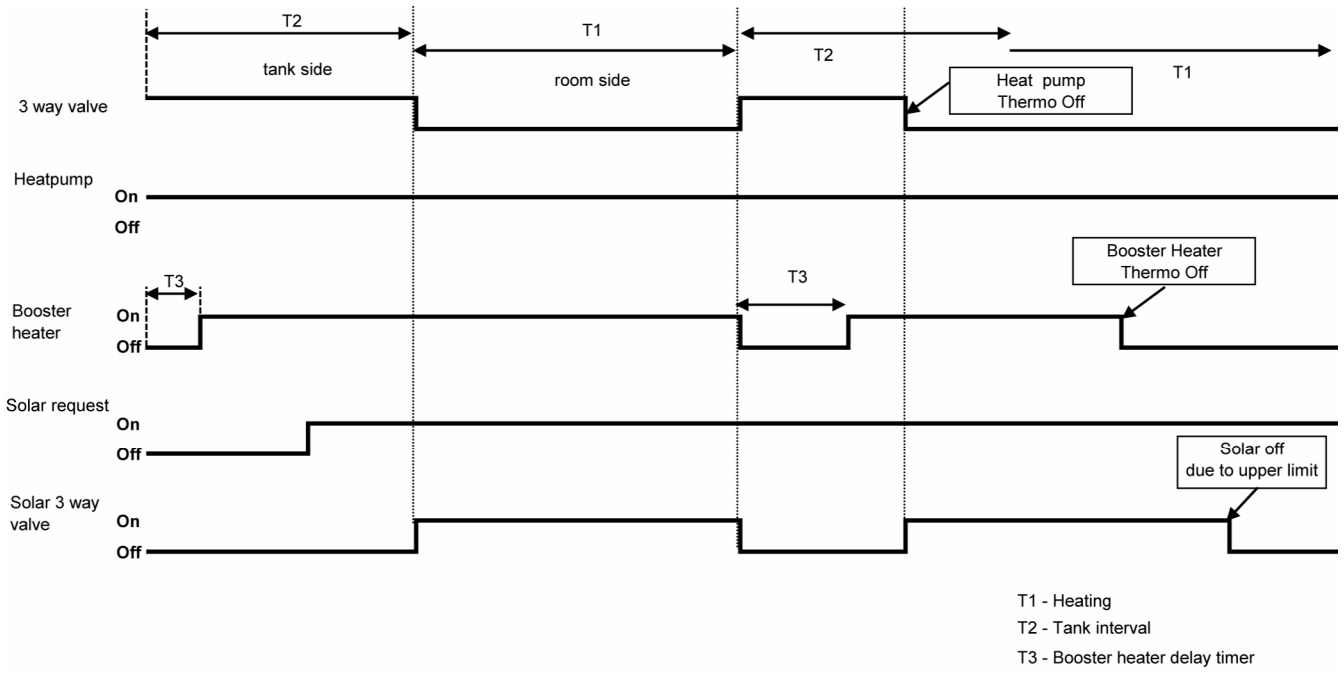 T2
T1
T2
T1
tank side
room side
Heat pump
Thermo Off
3 way valve
Heatpump
On
Off
Booster Heater
Thermo Off
T3
T3
Booster
heater
On
Off
Solar request
On
Off
Solar off
due to upper limit
Solar 3 way
valve
On
Off
T1 - Heating
T2 - Tank interval
T3 - Booster heater delay timer